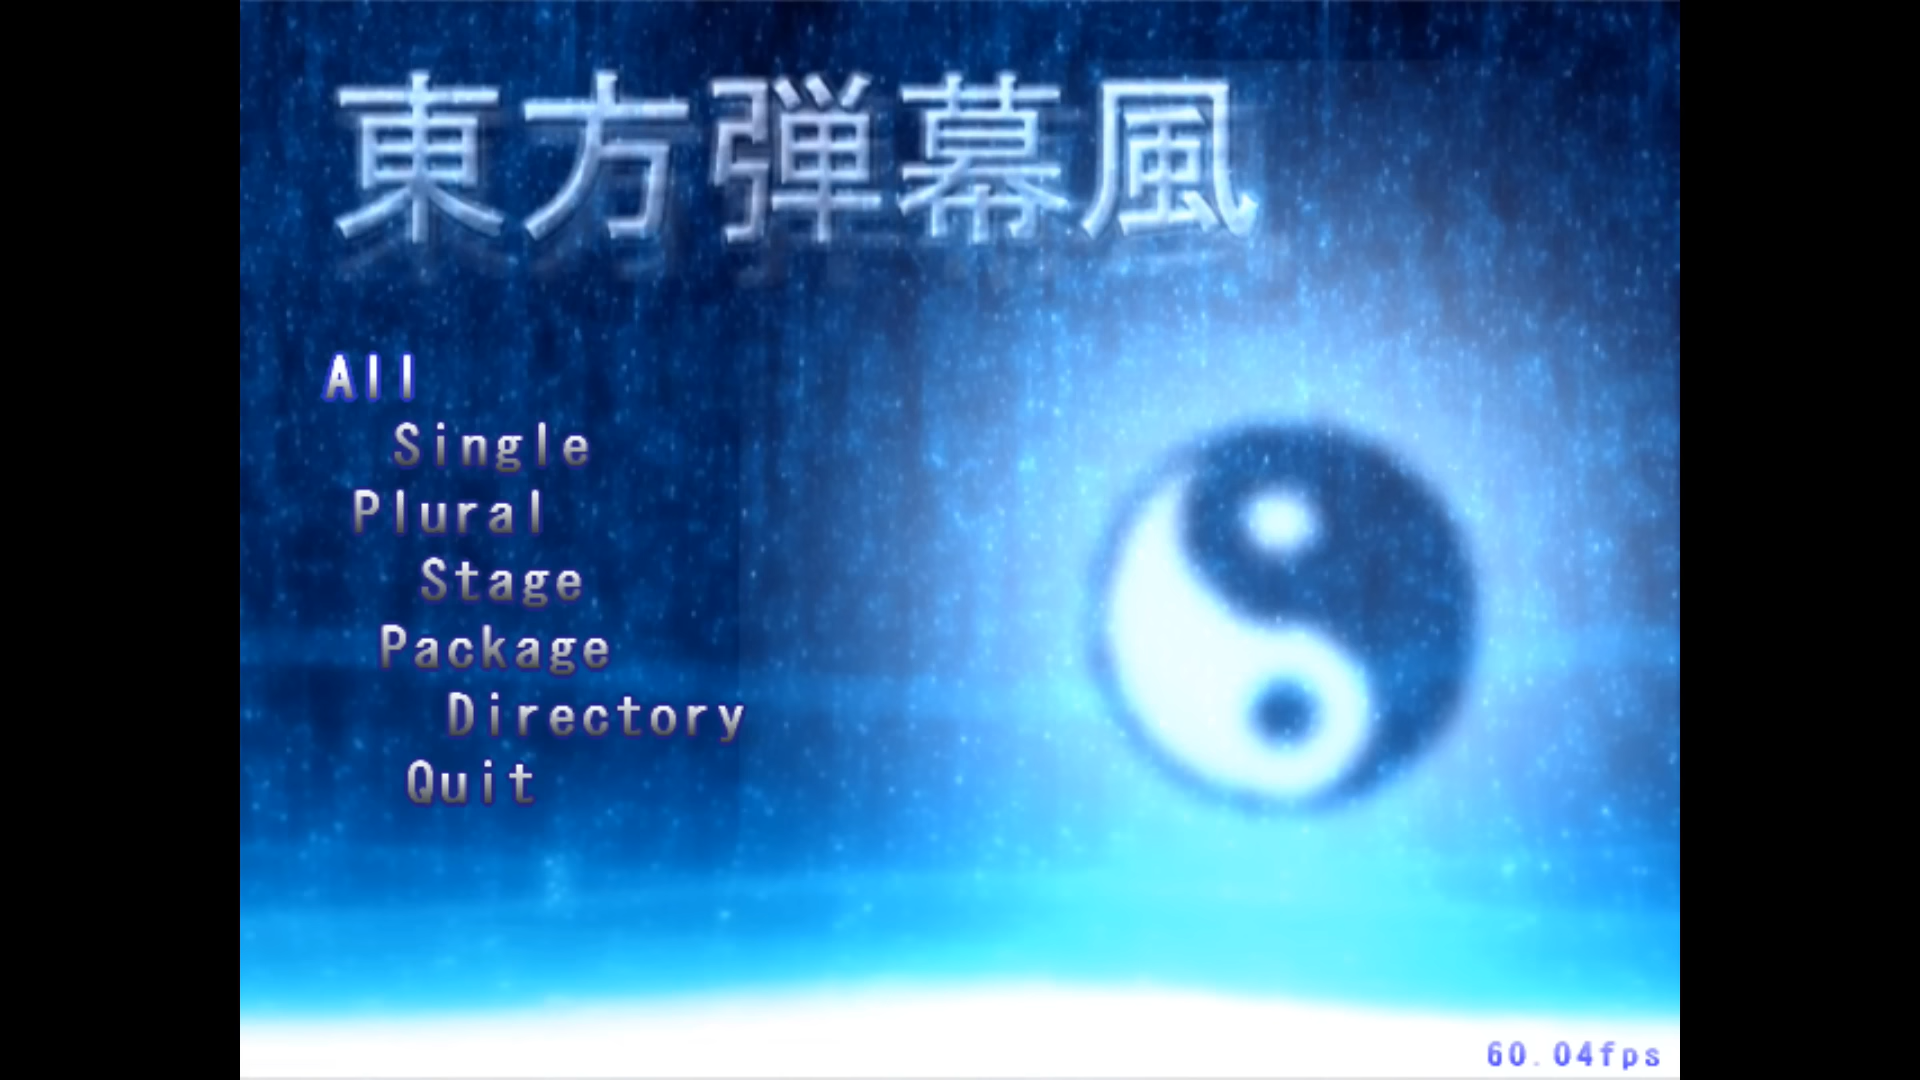 東方弾幕風
All
Single
Plural
Stage
Package
Directory
Quit
60.04fps